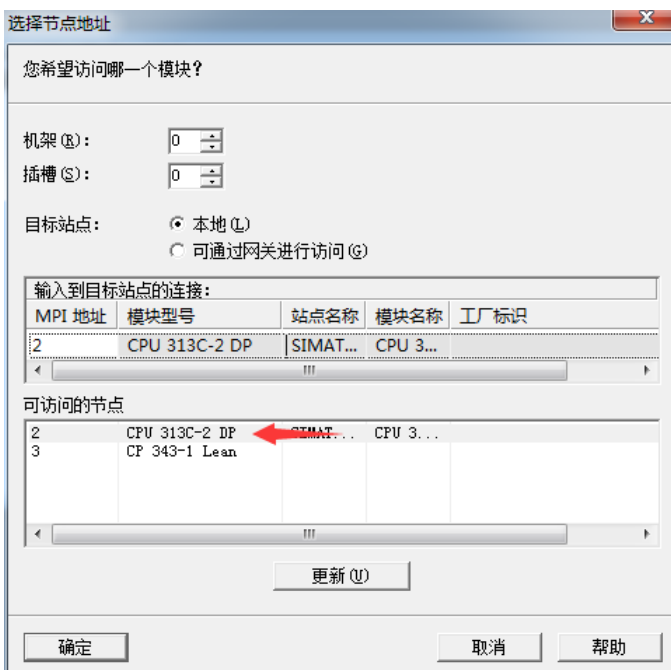 选择节点地址
您希望访问哪一个模块?
机架(R): 0
插槽(S): 0
目标站点: 本地(L)
可通过网关进行访问(G)
输入到目标站点的连接:
MPI 地址 模块型号 站点名称 模块名称 工厂标识
2 CPU 313C-2 DP SIMAT... CPU 3...
可访问的节点
2 CPU 313C-2 DP SIMAT... CPU 3...
3 CP 343-1 Lean
更新(U)
确定 取消 帮助